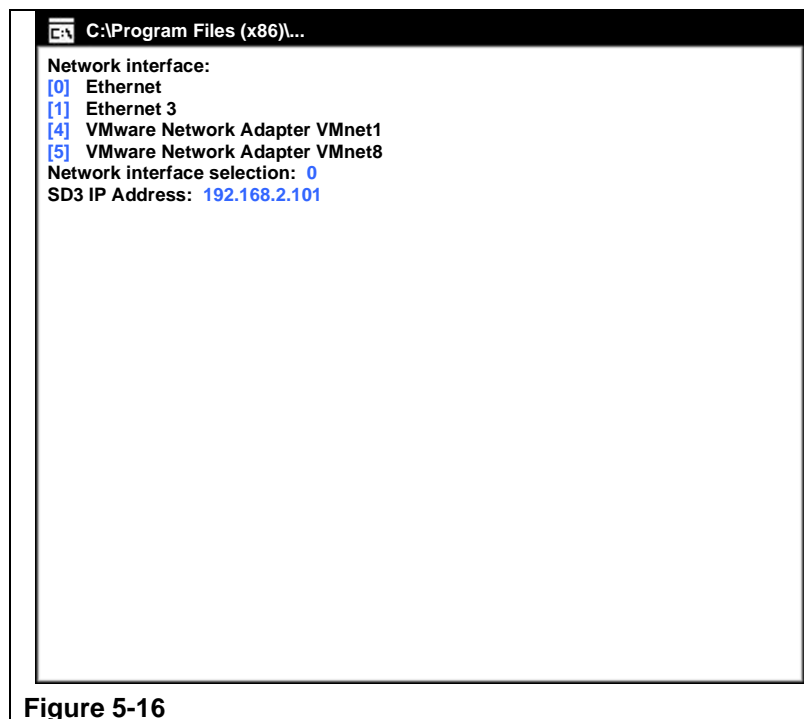 C:\Program Files (x86)\...
Network interface:
[0] Ethernet
[1] Ethernet 3
[4] VMware Network Adapter VMnet1
[5] VMware Network Adapter VMnet8
Network interface selection: 0
SD3 IP Address: 192.168.2.101
Figure 5-16